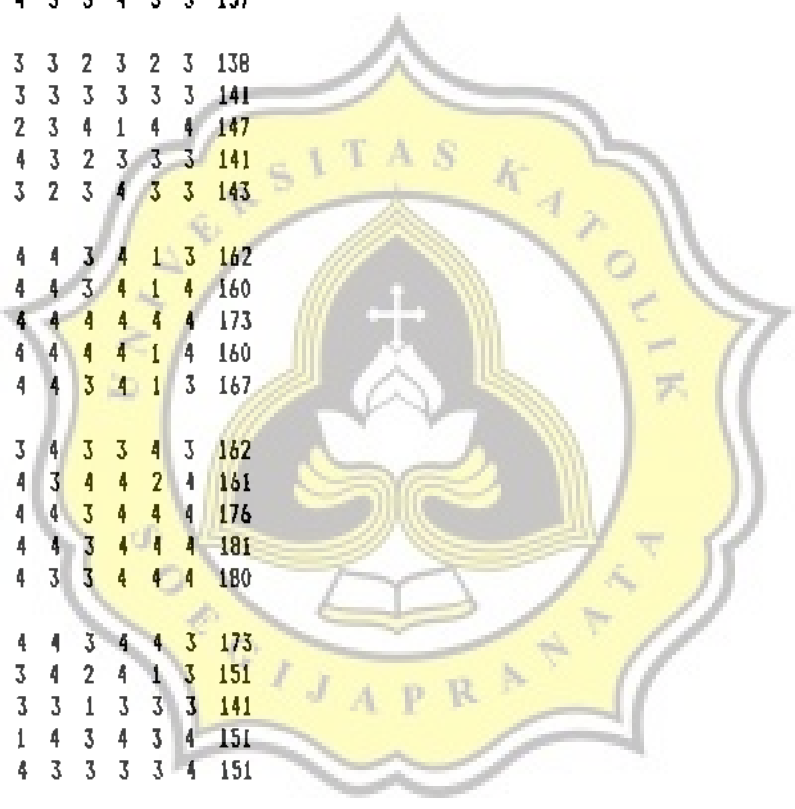 3 3 2 3 2 3 138
3 3 3 3 3 3 141
2 3 4 1 4 4 147
4 3 2 3 3 3 141
3 2 3 4 3 3 143
4 4 3 4 1 3 162
4 4 3 4 1 4 160
4 4 4 4 4 4 173
4 4 4 4 1 4 160
4 4 3 4 1 3 167
3 4 3 3 4 3 162
4 3 4 4 2 4 161
4 4 3 4 4 4 176
4 4 3 4 4 4 181
4 3 3 4 4 4 180
4 4 3 4 4 3 173
3 4 2 4 1 3 151
3 3 1 3 3 3 141
1 4 3 4 3 4 151
4 3 3 3 3 4 151
UNIVERSITAS KATOLIK
SOEGIJAPRANATA